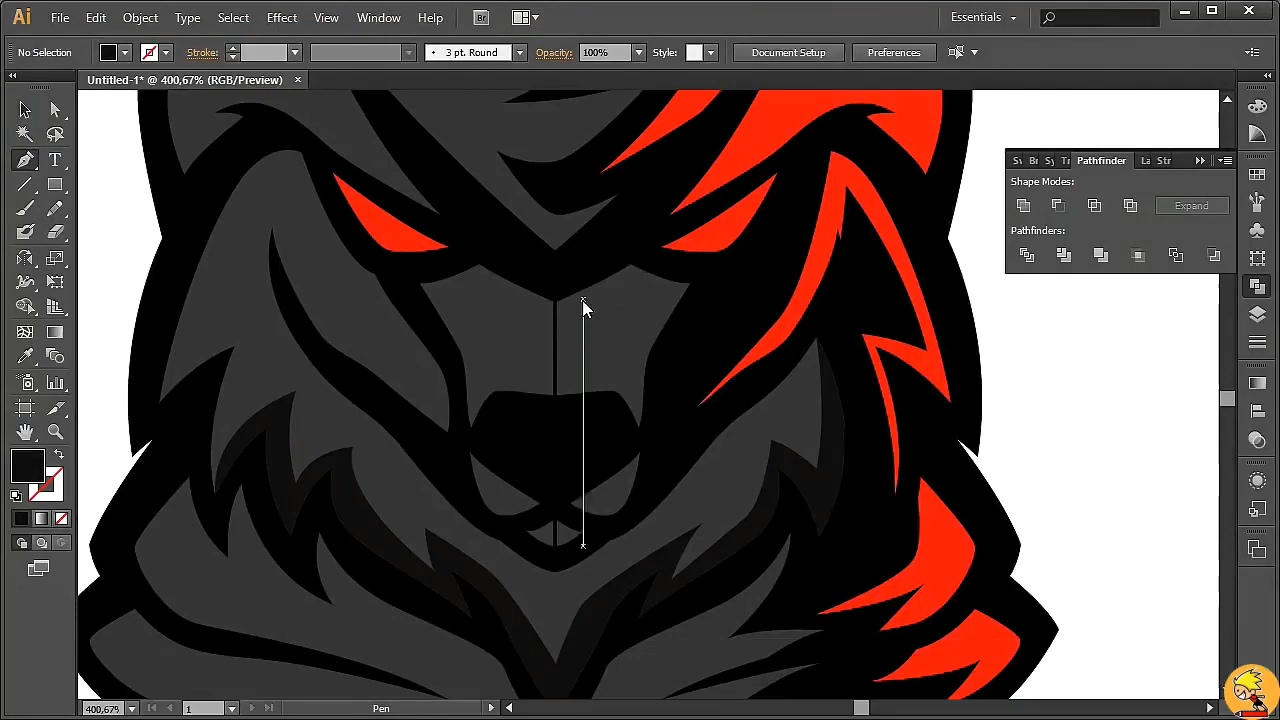 Ai File Edit Object Type Select Effect View Window Help Br Essentials
No Selection Stroke: 3 pt. Round Opacity: 100% Style: Document Setup Preferences
Untitled-1* @ 400,67% (RGB/Preview)
Pathfinder
Shape Modes:
Expand
Pathfinders:
400,67% 1 Pen